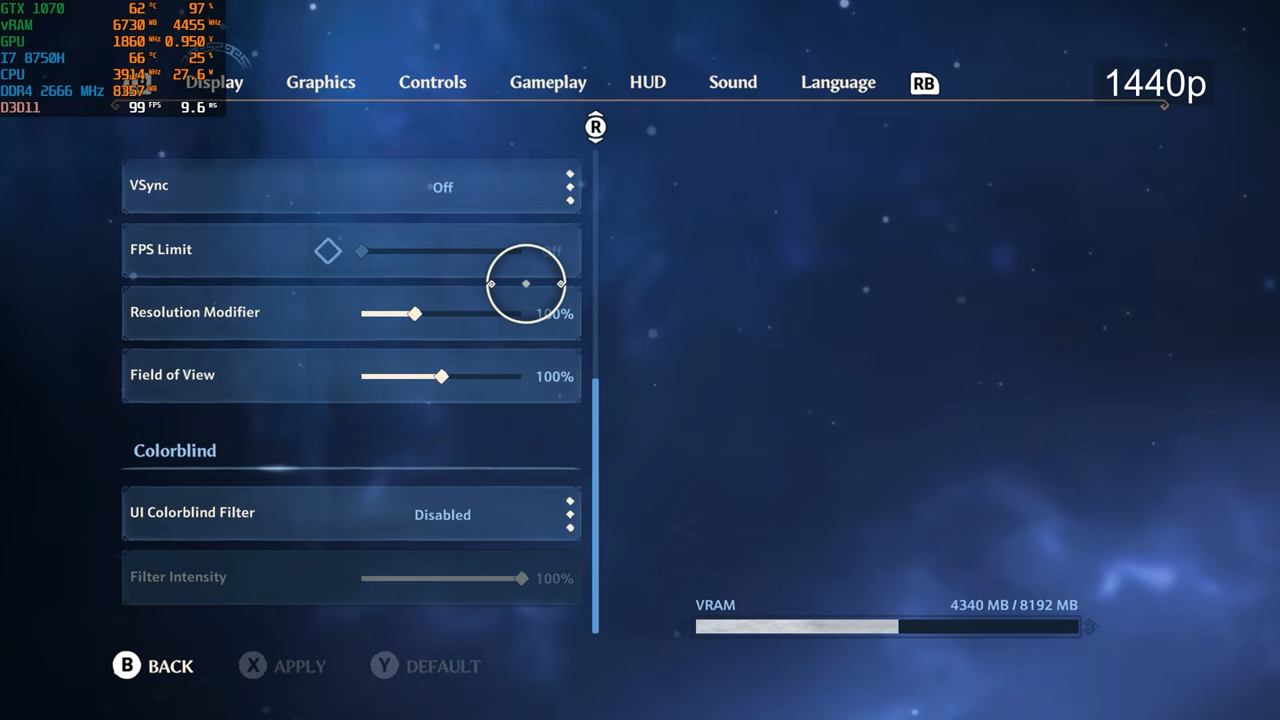 GTX 1070 62 °C 97 %
vRAM 6730 MB 4455 MHz
GPU 1860 MHz 0.950 V
I7 8750H 66 °C 25 %
CPU 3914 MHz 27.6 W
DDR4 2666 MHz 8357 MB
D3D11 99 FPS 9.6 ms
Display Graphics Controls Gameplay HUD Sound Language RB
1440p
R
VSync Off
FPS Limit
Resolution Modifier 100%
Field of View 100%
Colorblind
UI Colorblind Filter Disabled
Filter Intensity 100%
VRAM 4340 MB / 8192 MB
B BACK X APPLY Y DEFAULT